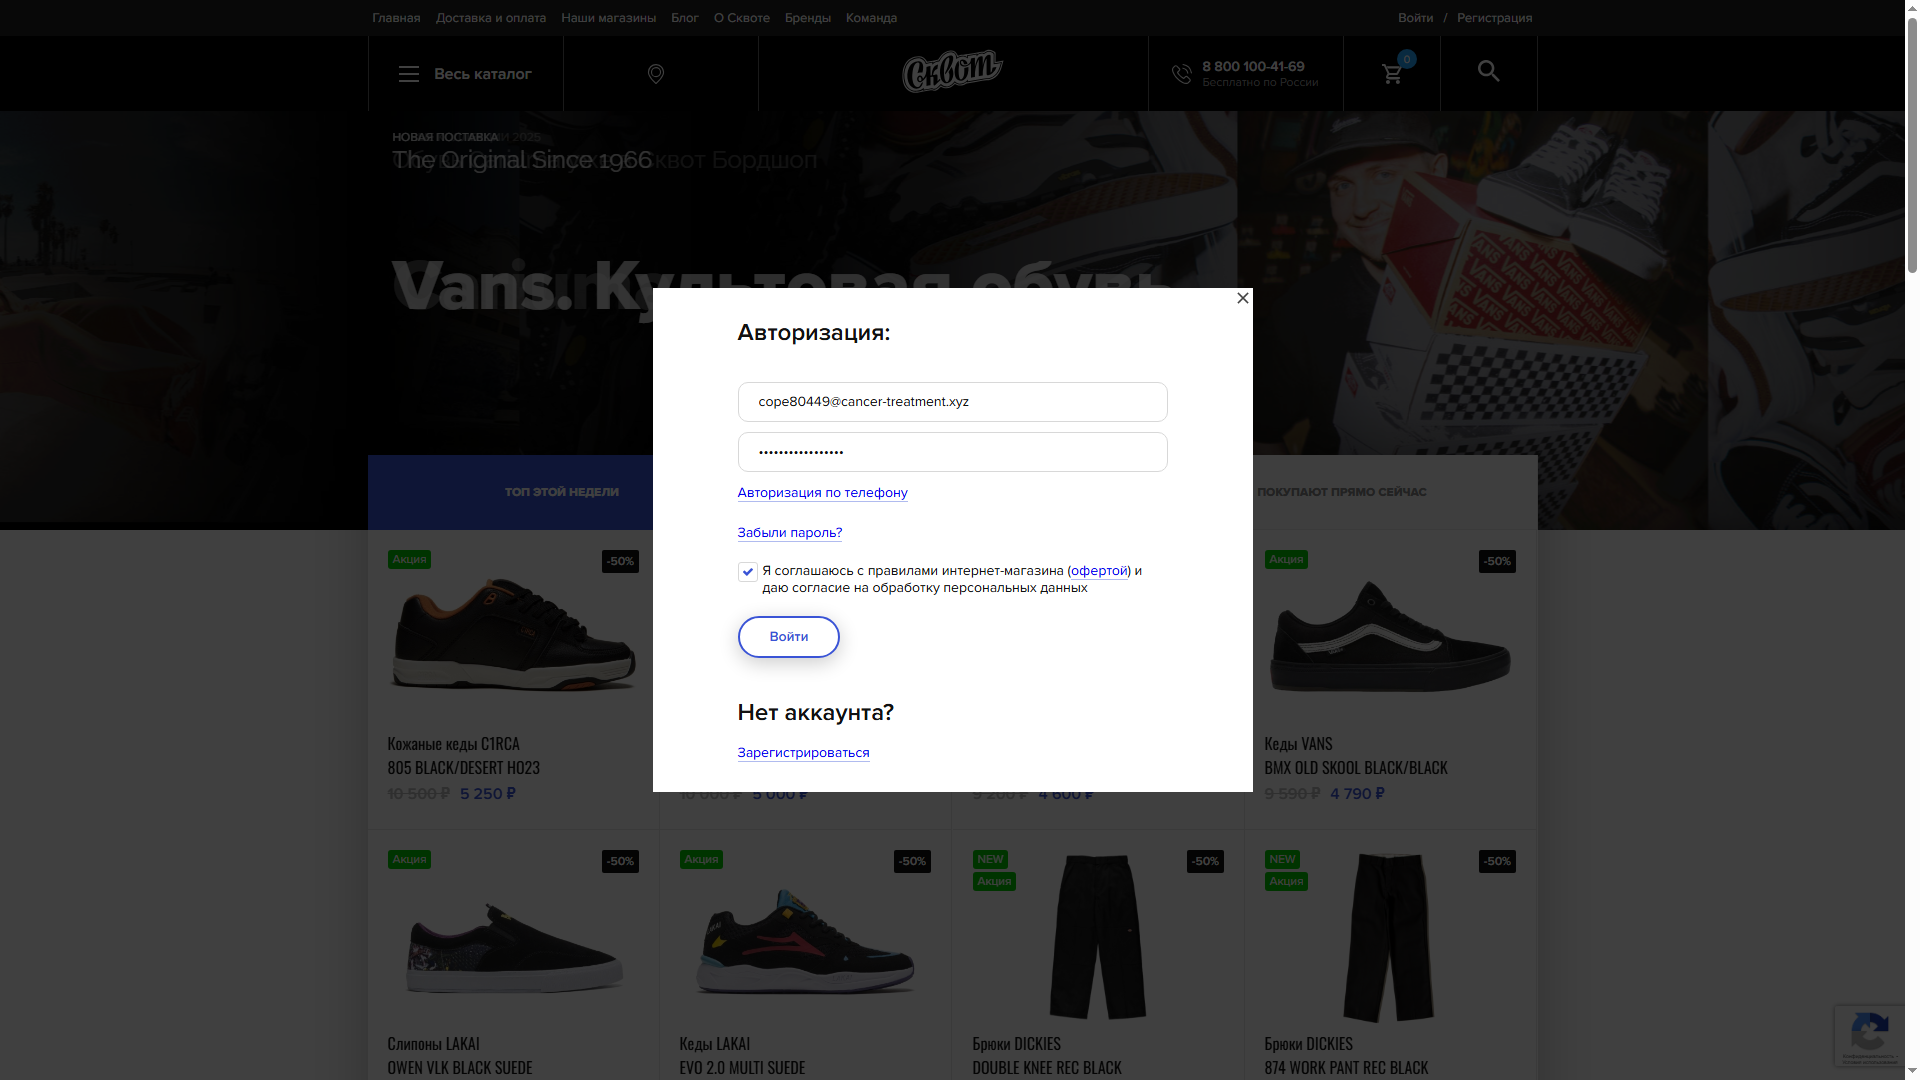 Главная Доставка и оплата Наши магазины Блог О Сквоте Бренды Команда Войти / Регистрация
Весь каталог
Сквот
8 800 100-41-69
Бесплатно по России
0
НОВАЯ ПОСТАВКА
The Original Since 1966
Vans. Культовая обувь
Авторизация:
cope80449@cancer-treatment.xyz
•••••••••••••••••
Авторизация по телефону
Забыли пароль?
Я соглашаюсь с правилами интернет-магазина (офертой) и
даю согласие на обработку персональных данных
Войти
Нет аккаунта?
Зарегистрироваться
ТОП ЭТОЙ НЕДЕЛИ
ПОКУПАЮТ ПРЯМО СЕЙЧАС
Акция -50%
Кожаные кеды C1RCA
805 BLACK/DESERT HO23
10 500 ₽ 5 250 ₽
10 000 ₽ 5 000 ₽
9 200 ₽ 4 600 ₽
Акция -50%
Кеды VANS
BMX OLD SKOOL BLACK/BLACK
9 590 ₽ 4 790 ₽
Акция -50%
Слипоны LAKAI
OWEN VLK BLACK SUEDE
Акция -50%
Кеды LAKAI
EVO 2.0 MULTI SUEDE
NEW
Акция
-50%
Брюки DICKIES
DOUBLE KNEE REC BLACK
NEW
Акция
-50%
Брюки DICKIES
874 WORK PANT REC BLACK